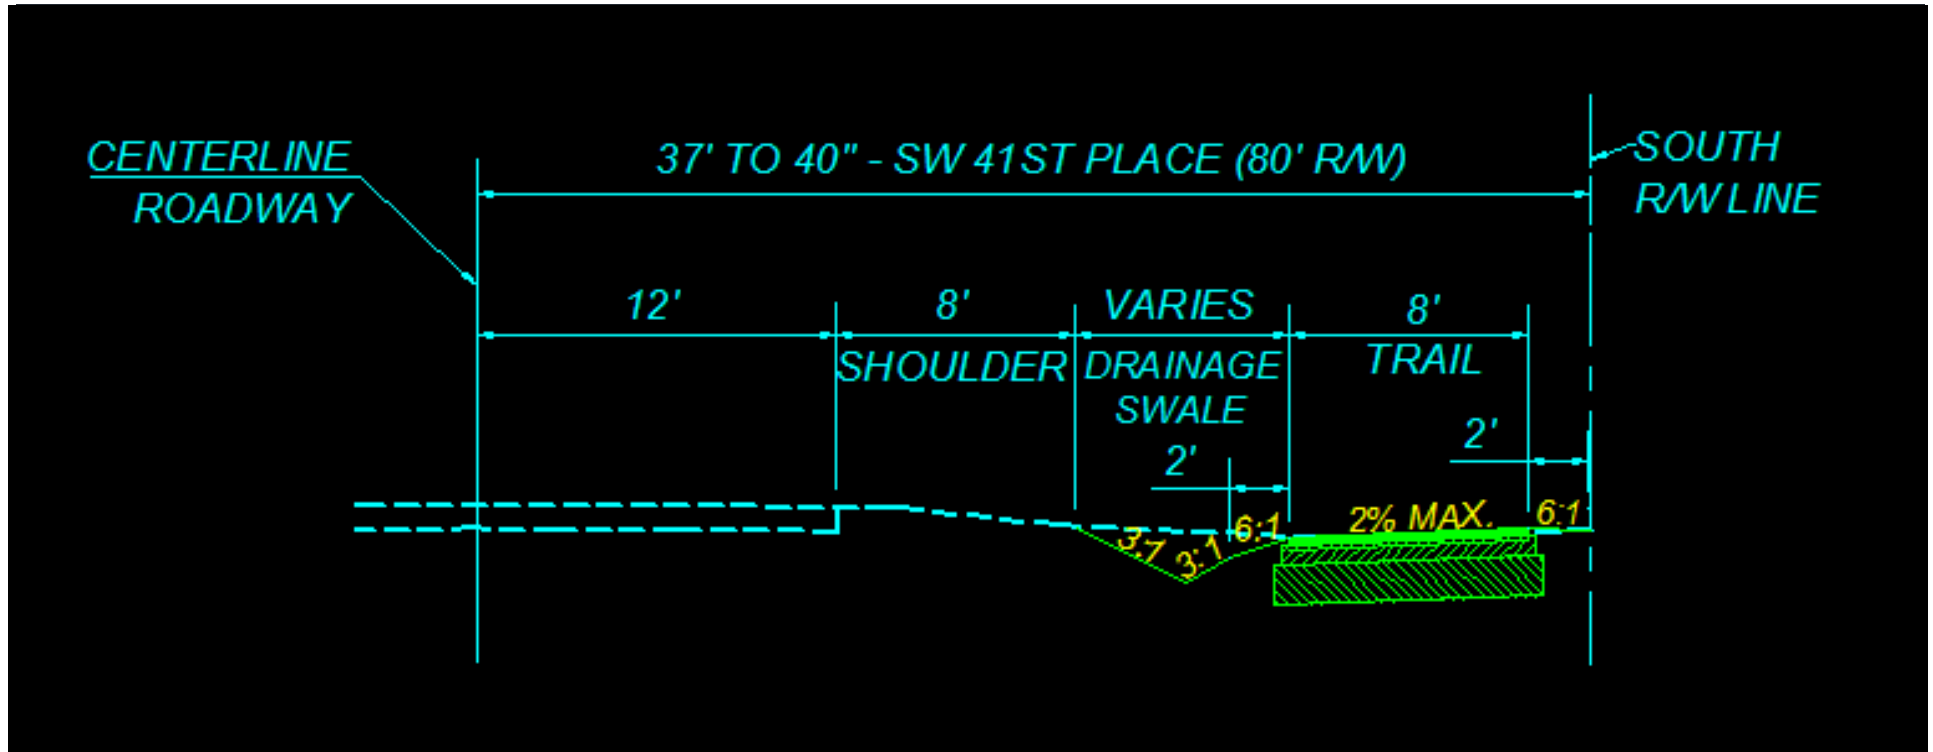 CENTERLINE
ROADWAY
37' TO 40" - SW 41ST PLACE (80' R/W)
SOUTH
R/W LINE
12'
8'
SHOULDER
VARIES
DRAINAGE
SWALE
8'
TRAIL
2'
2'
3:1
3:1
6:1
2% MAX.
6:1